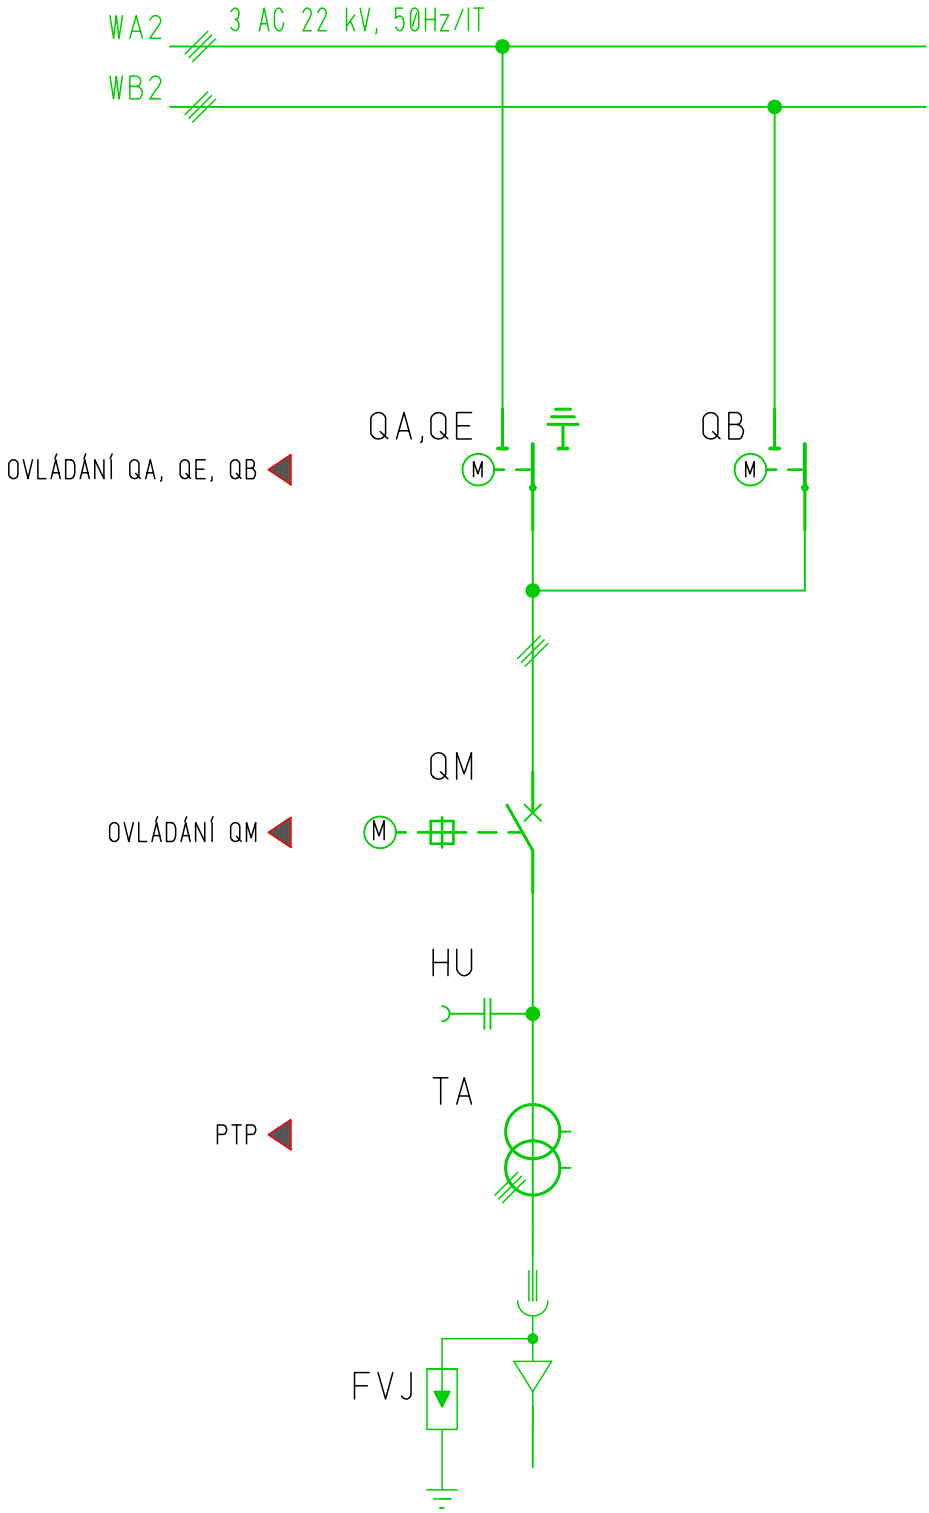 WA2
3 AC 22 kV, 50Hz/IT
WB2
QA,QE
QB
OVLÁDÁNÍ QA, QE, QB
M
M
QM
OVLÁDÁNÍ QM
M
HU
TA
PTP
FVJ